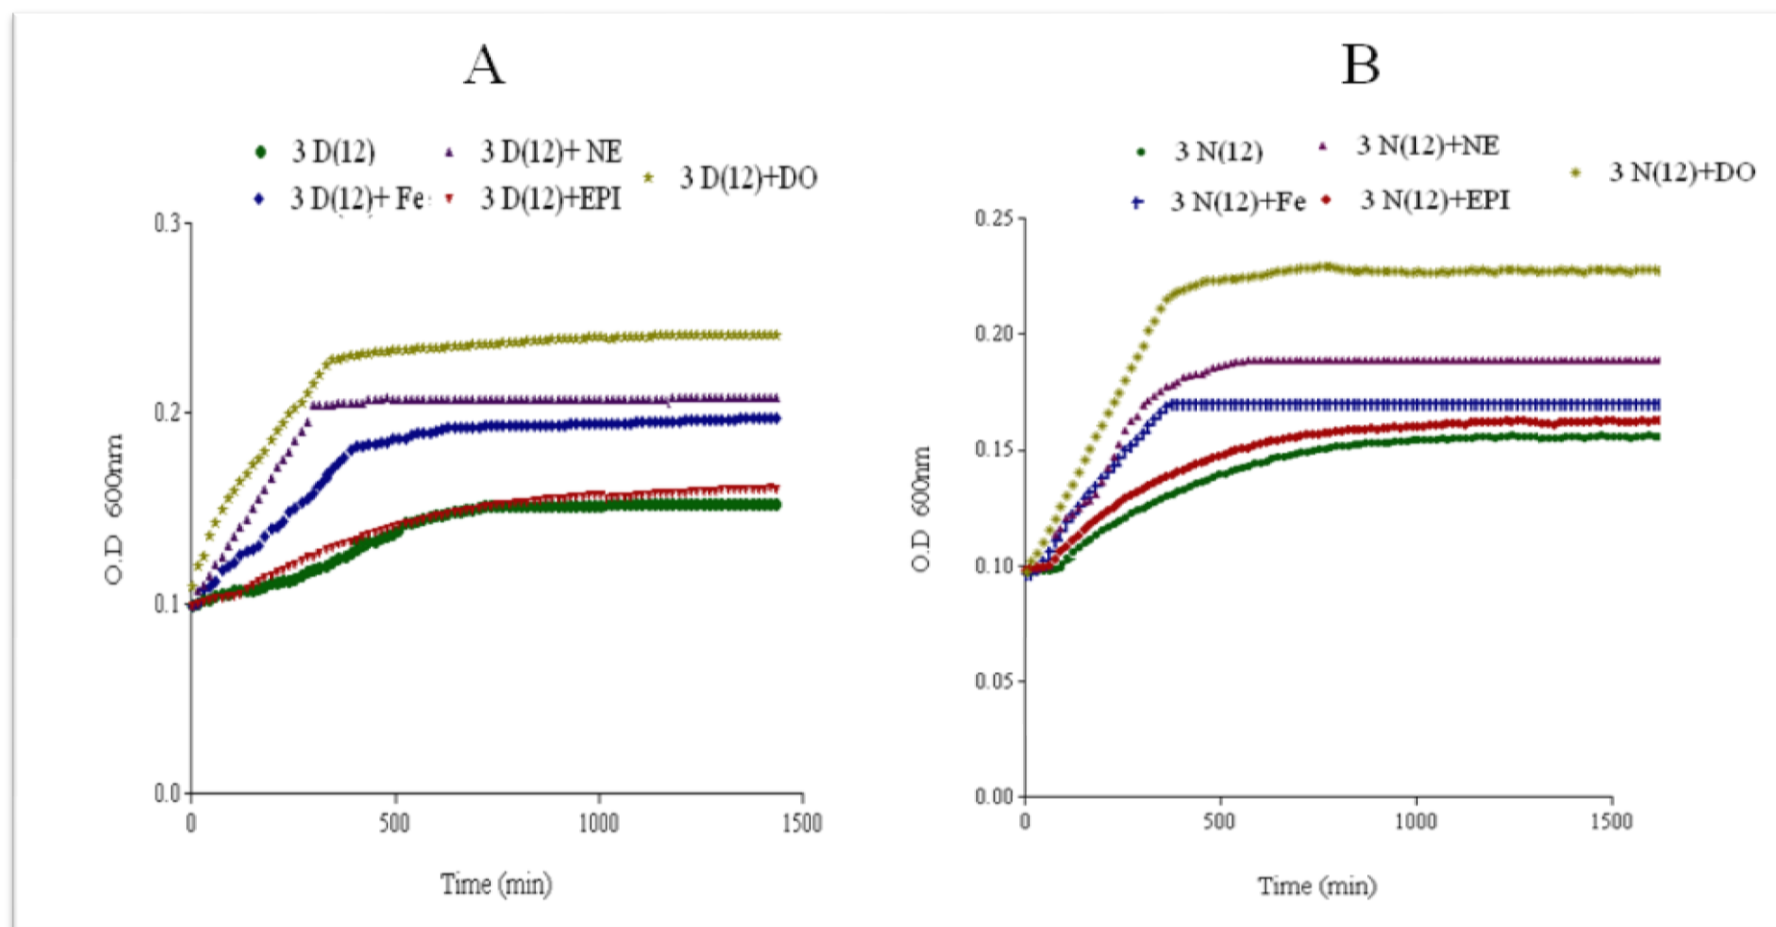 A
3 D(12)
3 D(12)+ NE
3 D(12)+DO
3 D(12)+ Fe
3 D(12)+EPI
0.3
0.2
0.1
0.0
O.D 600nm
0
500
1000
1500
Time (min)
B
3 N(12)
3 N(12)+NE
3 N(12)+DO
3 N(12)+Fe
3 N(12)+EPI
0.25
0.20
0.15
0.10
0.05
0.00
O.D 600nm
0
500
1000
1500
Time (min)